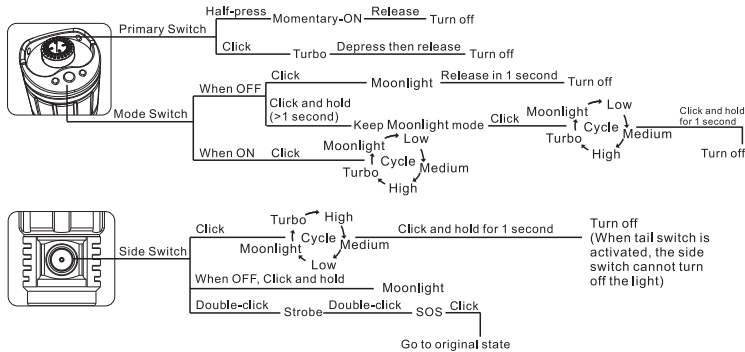 Half-press Momentary-ON Release Turn off
Primary Switch
Click Turbo Depress then release Turn off
When OFF
Click Moonlight Release in 1 second Turn off
Click and hold
(>1 second)
Keep Moonlight mode Click
Moonlight Low
Cycle Medium
Turbo High
Click and hold
for 1 second
Turn off
Mode Switch
When ON Click
Moonlight Low
Cycle Medium
Turbo High
Side Switch
Click
Turbo High
Cycle Medium
Moonlight Low
Click and hold for 1 second
Turn off
(When tail switch is
activated, the side
switch cannot turn
off the light)
When OFF, Click and hold Moonlight
Double-click Strobe Double-click SOS Click
Go to original state